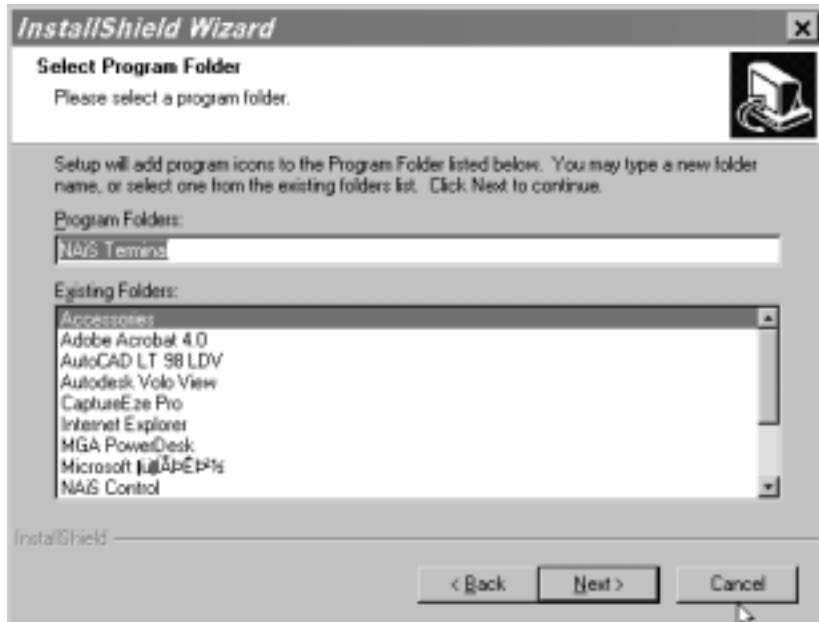 InstallShield Wizard
Select Program Folder
Please select a program folder.
Setup will add program icons to the Program Folder listed below. You may type a new folder
name, or select one from the existing folders list. Click Next to continue.
Program Folders:
NAiS Terminal
Existing Folders:
Accessories
Adobe Acrobat 4.0
AutoCAD LT 98 LDV
Autodesk Volo View
CaptureEze Pro
Internet Explorer
MGA PowerDesk
Microsoft
NAiS Control
InstallShield
< Back
Next >
Cancel